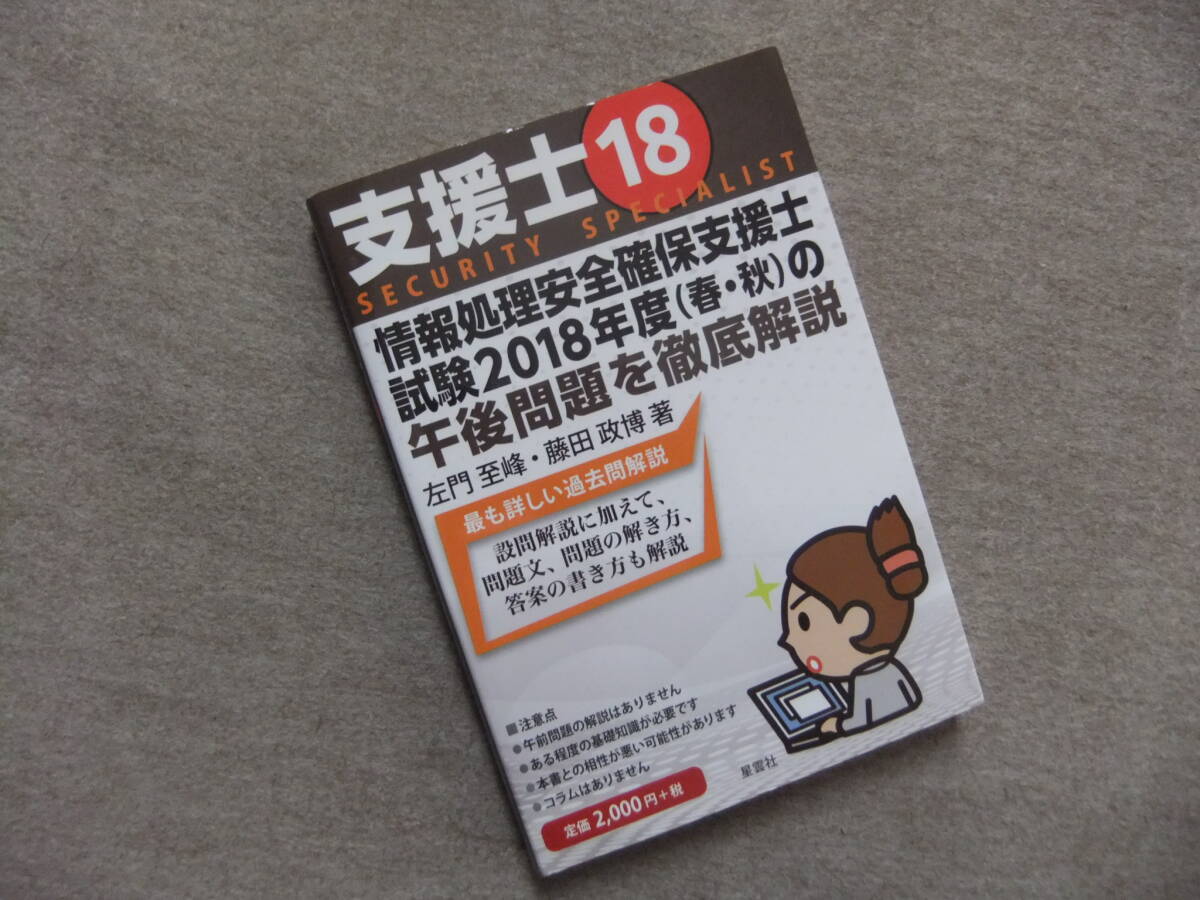 支援士18
SECURITY SPECIALIST
情報処理安全確保支援士
試験2018年度(春・秋)の
午後問題を徹底解説
左門 至峰・藤田 政博 著
最も詳しい過去問解説
設問解説に加えて、
問題文、問題の解き方、
答案の書き方も解説
■注意点
●午前問題の解説はありません
●ある程度の基礎知識が必要です
●本書との相性が悪い可能性があります
●コラムはありません
定価2,000円+税
星雲社